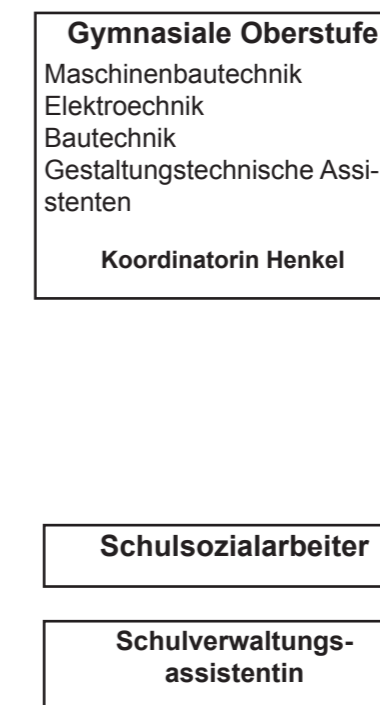 Gymnasiale Oberstufe
Maschinenbautechnik
Elektroechnik
Bautechnik
Gestaltungstechnische Assi-
stenten
Koordinatorin Henkel
Schulsozialarbeiter
Schulverwaltungs-
assistentin